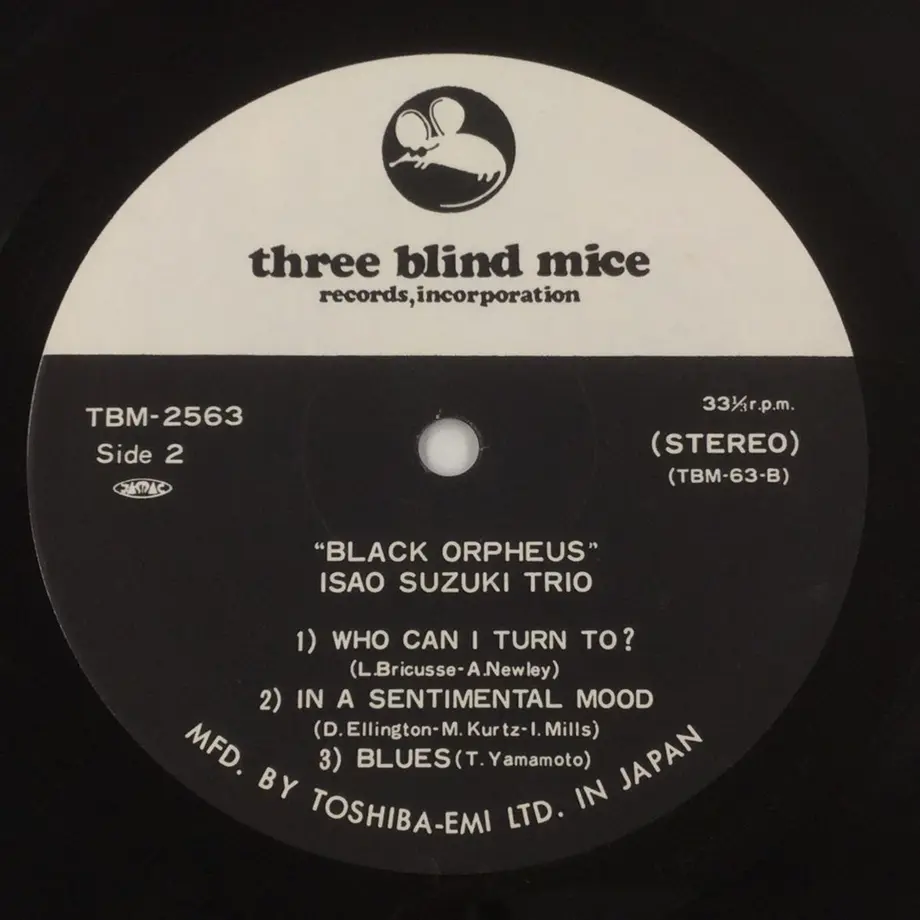 three blind mice
records, incorporation
TBM-2563
Side 2
JASRAC
33⅓ r.p.m.
(STEREO)
(TBM-63-B)
“BLACK ORPHEUS”
ISAO SUZUKI TRIO
1) WHO CAN I TURN TO?
(L.Bricusse-A.Newley)
2) IN A SENTIMENTAL MOOD
(D. Ellington-M. Kurtz-I. Mills)
3) BLUES (T. Yamamoto)
MFD. BY TOSHIBA-EMI LTD. IN JAPAN